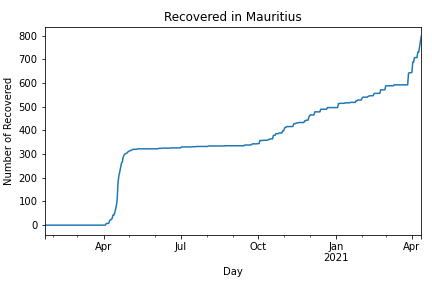 Recovered in Mauritius
Number of Recovered
800
700
600
500
400
300
200
100
0
Apr
Jul
Oct
Jan
2021
Apr
Day